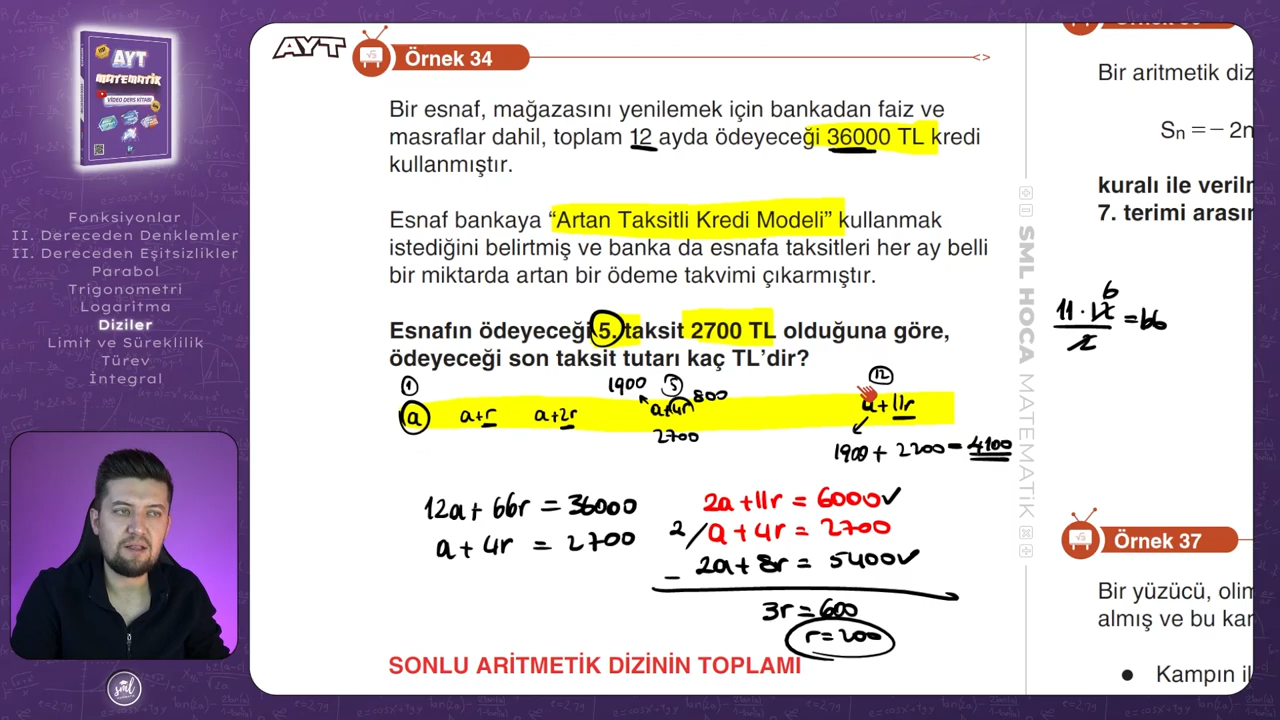 AYT
MATEMATİK
VİDEO DERS KİTABI
Fonksiyonlar
II. Dereceden Denklemler
II. Dereceden Eşitsizlikler
Parabol
Trigonometri
Logaritma
Diziler
Limit ve Süreklilik
Türev
İntegral
sml
AYT
Örnek 34
Bir esnaf, mağazasını yenilemek için bankadan faiz ve
masraflar dahil, toplam 12 ayda ödeyeceği 36000 TL kredi
kullanmıştır.
Esnaf bankaya “Artan Taksitli Kredi Modeli” kullanmak
istediğini belirtmiş ve banka da esnafa taksitleri her ay belli
bir miktarda artan bir ödeme takvimi çıkarmıştır.
Esnafın ödeyeceği 5. taksit 2700 TL olduğuna göre,
ödeyeceği son taksit tutarı kaç TL’dir?
1 1900 5 800 12
a a+r a+2r a+4r a+11r
2700
1900 + 2200 = 4100
12a + 66r = 36000
a + 4r = 2700
2a + 11r = 6000 ✓
2/ a + 4r = 2700
- 2a + 8r = 5400 ✓
3r = 600
r = 200
SONLU ARİTMETİK DİZİNİN TOPLAMI
SML HOCA MATEMATİK
Bir aritmetik diz
Sn = – 2n
kuralı ile verilm
7. terimi arasın
6
11 · 12
2
= 66
Örnek 37
Bir yüzücü, olim
almış ve bu kar
● Kampın il